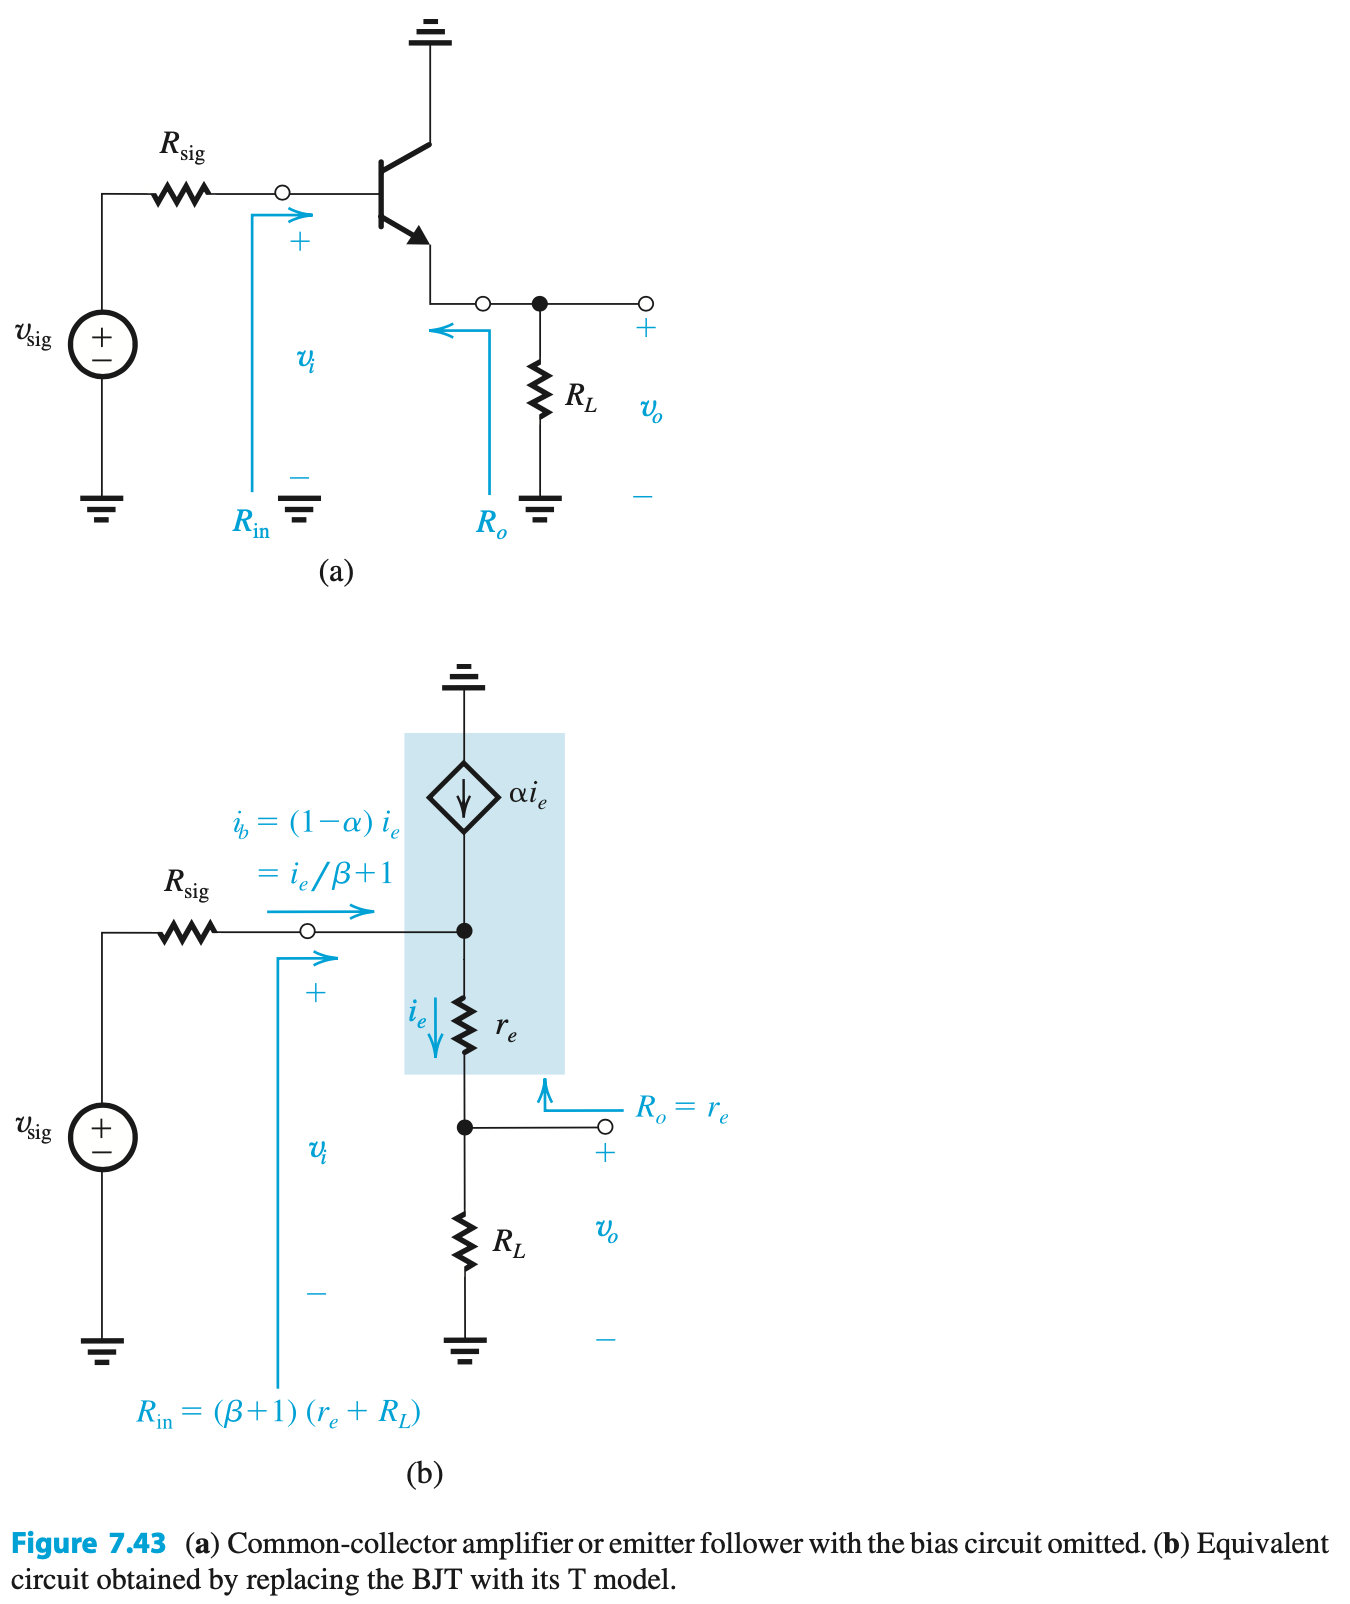 R_sig
+
v_sig
+
−
v_i
+
R_L
v_o
−
−
R_in
R_o
(a)
αi_e
i_b = (1−α) i_e
= i_e/β+1
R_sig
+
i_e
r_e
R_o = r_e
v_sig
+
−
+
v_i
v_o
R_L
−
−
R_in = (β+1) (r_e + R_L)
(b)
Figure 7.43 (a) Common-collector amplifier or emitter follower with the bias circuit omitted. (b) Equivalent
circuit obtained by replacing the BJT with its T model.